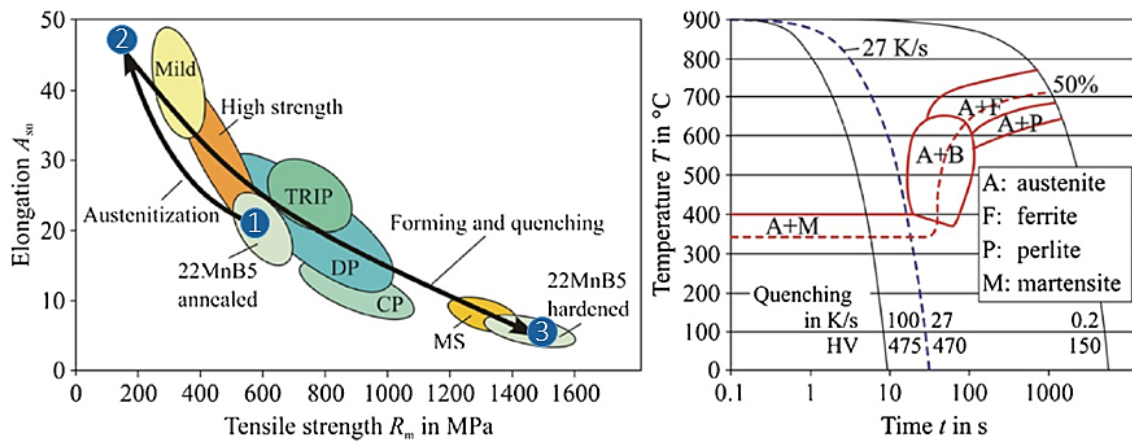 50
40
30
20
10
0
Elongation A₈₀
0 200 400 600 800 1000 1200 1400 1600
Tensile strength Rₘ in MPa
2
Mild
High strength
TRIP
Austenitization
1
Forming and quenching
22MnB5
annealed
DP
CP
22MnB5
hardened
MS
3
900
800
700
600
500
400
300
200
100
0
Temperature T in °C
0.1 1 10 100 1000
Time t in s
27 K/s
50%
A+F
A+P
A+B
A+M
A: austenite
F: ferrite
P: perlite
M: martensite
Quenching
in K/s 100 27 0.2
HV 475 470 150